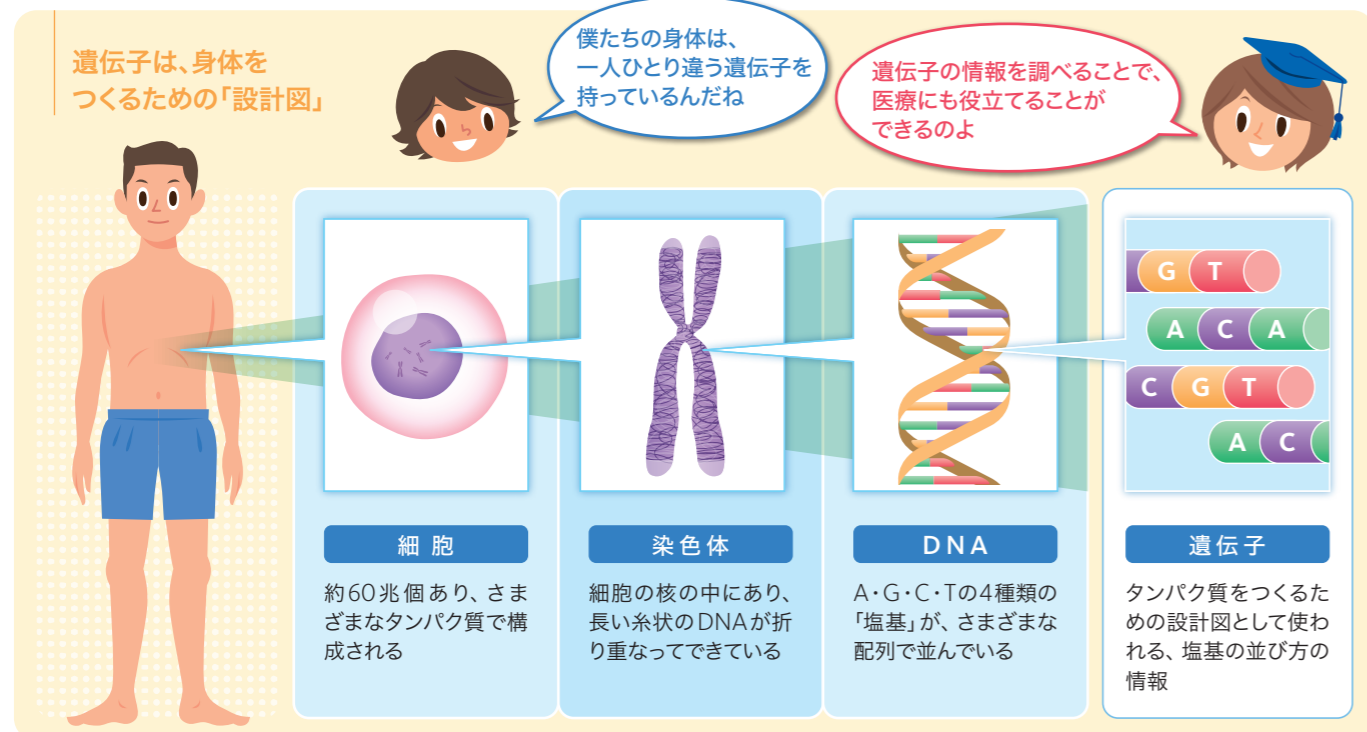 遺伝子は、身体を
つくるための「設計図」
僕たちの身体は、
一人ひとり違う遺伝子を
持っているんだね
遺伝子の情報を調べることで、
医療にも役立てることが
できるのよ
細胞
約60兆個あり、さま
ざまなタンパク質で構
成される
染色体
細胞の核の中にあり、
長い糸状のDNAが折
り重なってできている
DNA
A・G・C・Tの4種類の
「塩基」が、さまざまな
配列で並んでいる
G T
A C A
C G T
A C
遺伝子
タンパク質をつくるた
めの設計図として使わ
れる、塩基の並び方の
情報